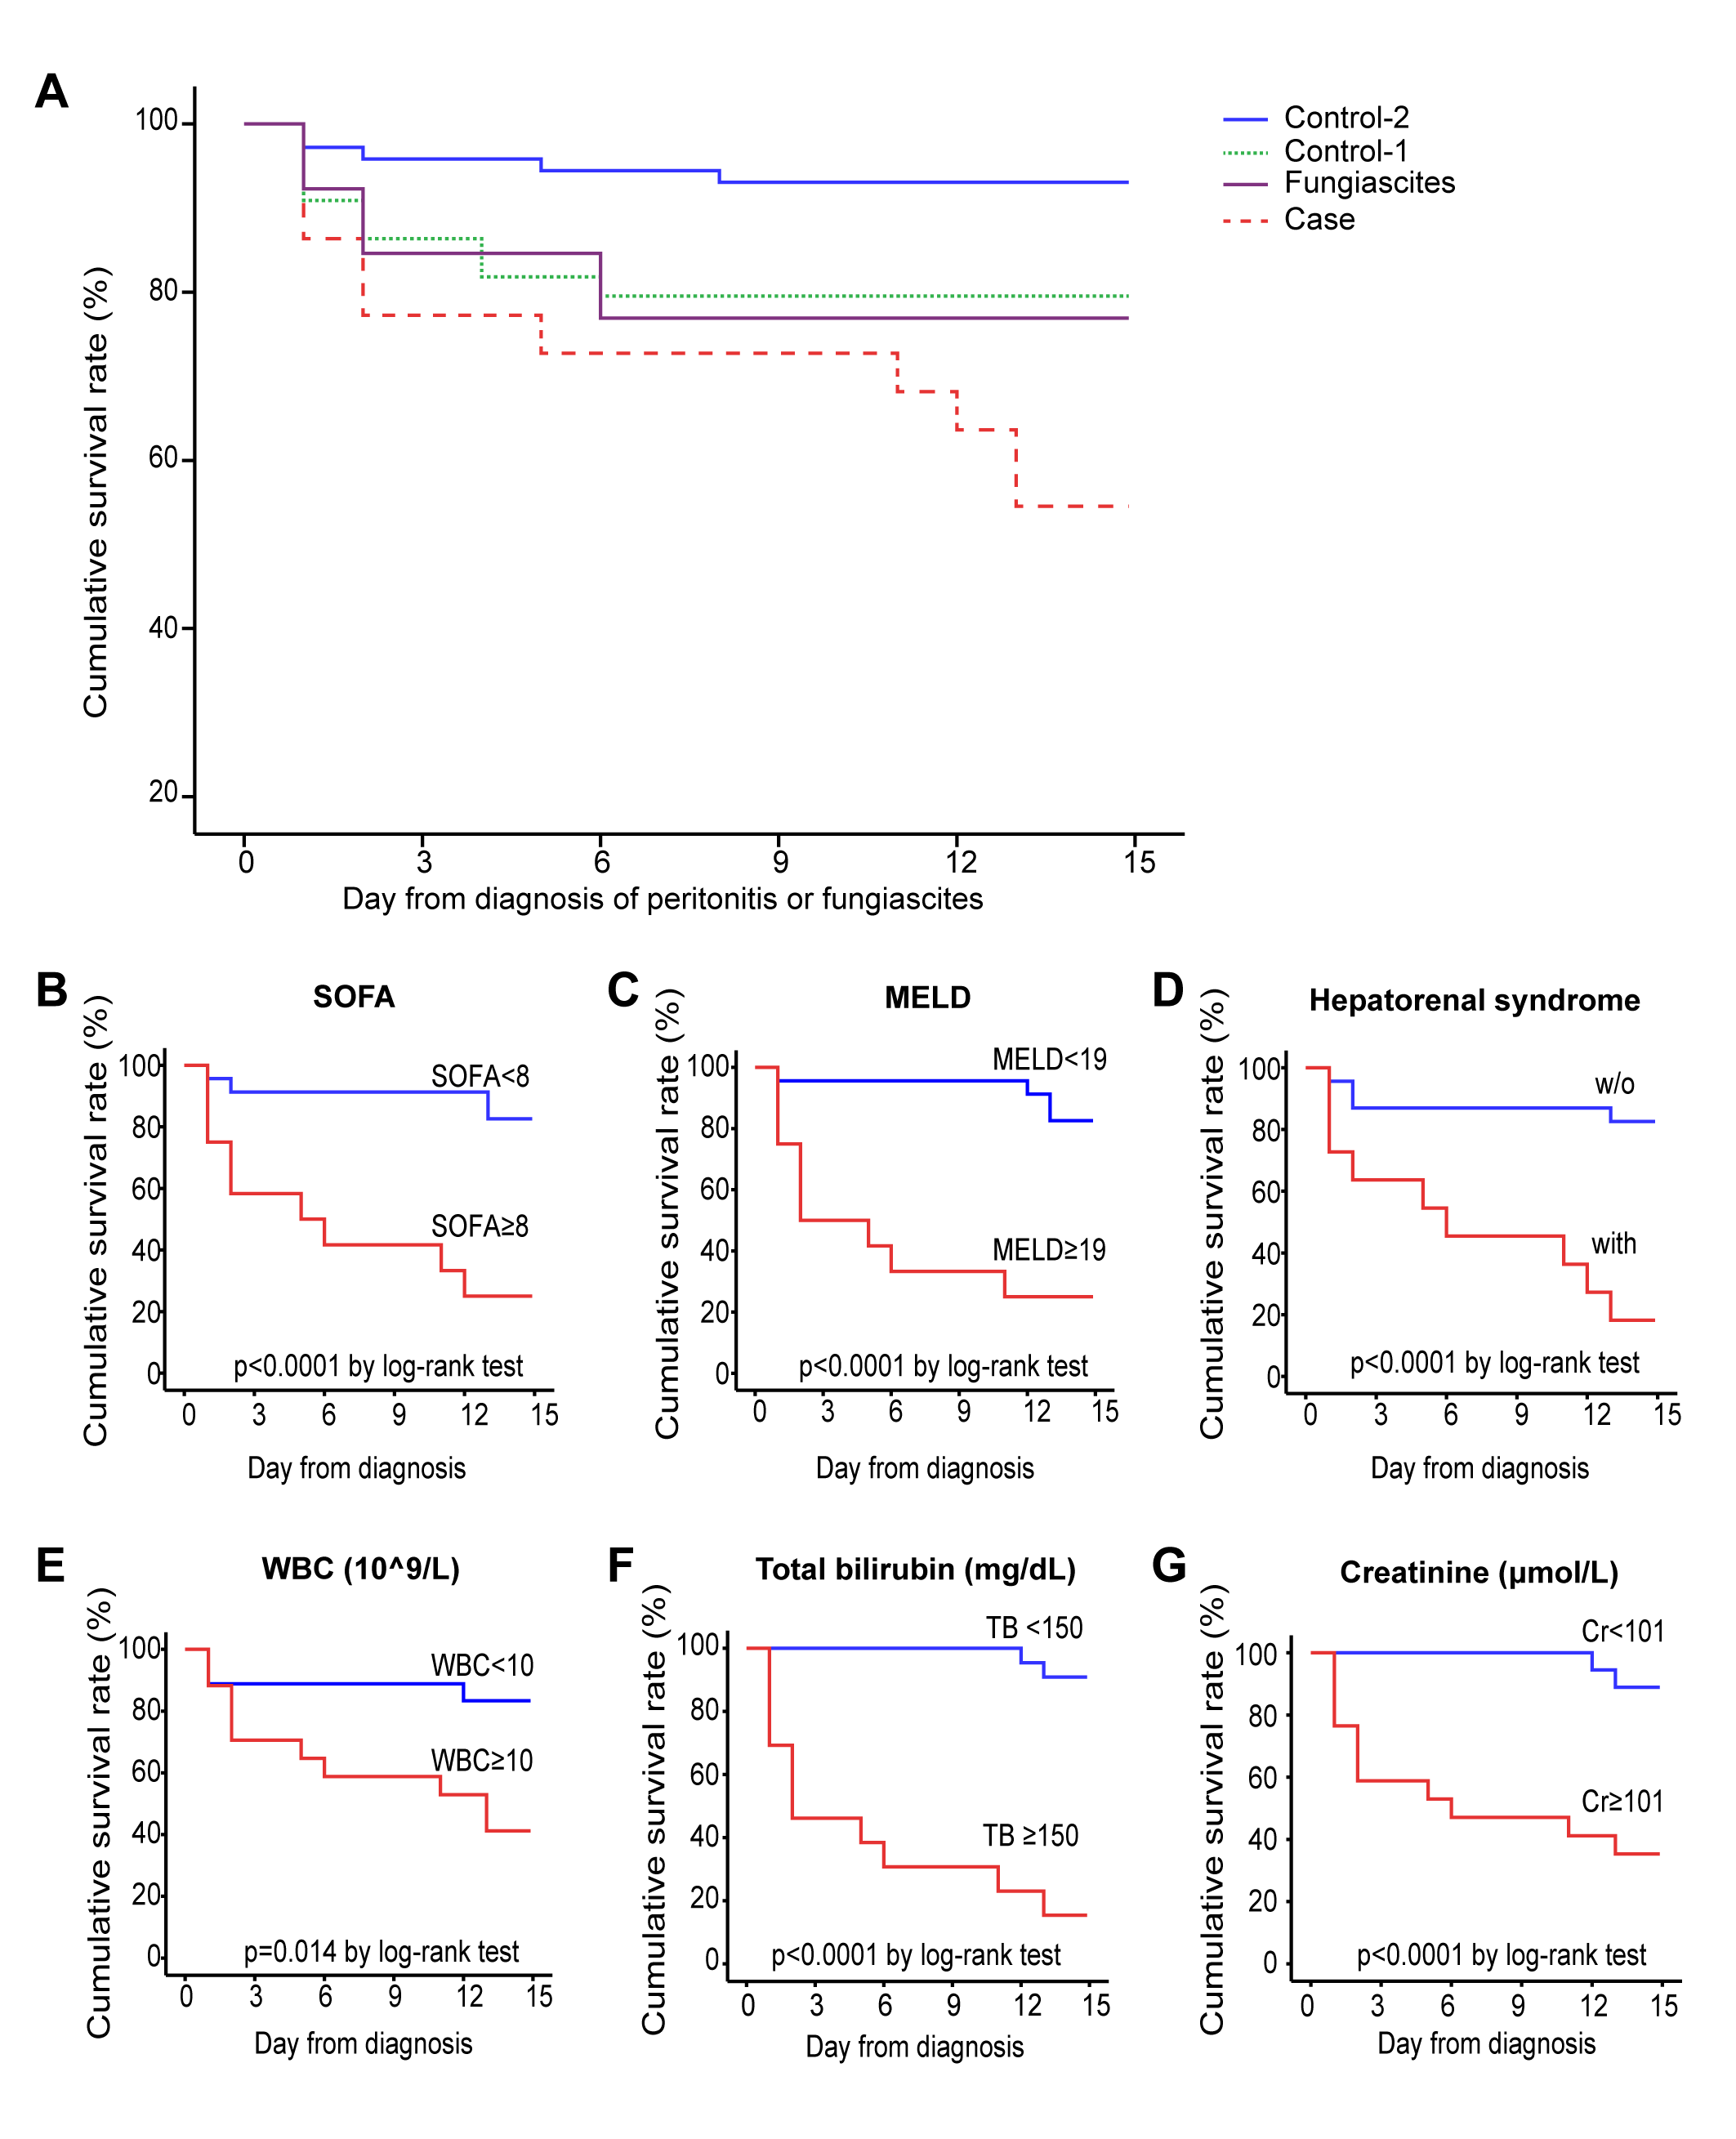 A
Cumulative survival rate (%)
100
80
60
40
20
0 3 6 9 12 15
Day from diagnosis of peritonitis or fungiascites
Control-2
Control-1
Fungiascites
Case
B
SOFA
Cumulative survival rate (%)
100
80
60
40
20
0
SOFA<8
SOFA≥8
p<0.0001 by log-rank test
0 3 6 9 12 15
Day from diagnosis
C
MELD
Cumulative survival rate (%)
100
80
60
40
20
0
MELD<19
MELD≥19
p<0.0001 by log-rank test
0 3 6 9 12 15
Day from diagnosis
D
Hepatorenal syndrome
Cumulative survival rate (%)
100
80
60
40
20
0
w/o
with
p<0.0001 by log-rank test
0 3 6 9 12 15
Day from diagnosis
E
WBC (10^9/L)
Cumulative survival rate (%)
100
80
60
40
20
0
WBC<10
WBC≥10
p=0.014 by log-rank test
0 3 6 9 12 15
Day from diagnosis
F
Total bilirubin (mg/dL)
Cumulative survival rate (%)
100
80
60
40
20
0
TB <150
TB ≥150
p<0.0001 by log-rank test
0 3 6 9 12 15
Day from diagnosis
G
Creatinine (μmol/L)
Cumulative survival rate (%)
100
80
60
40
20
0
Cr<101
Cr≥101
p<0.0001 by log-rank test
0 3 6 9 12 15
Day from diagnosis